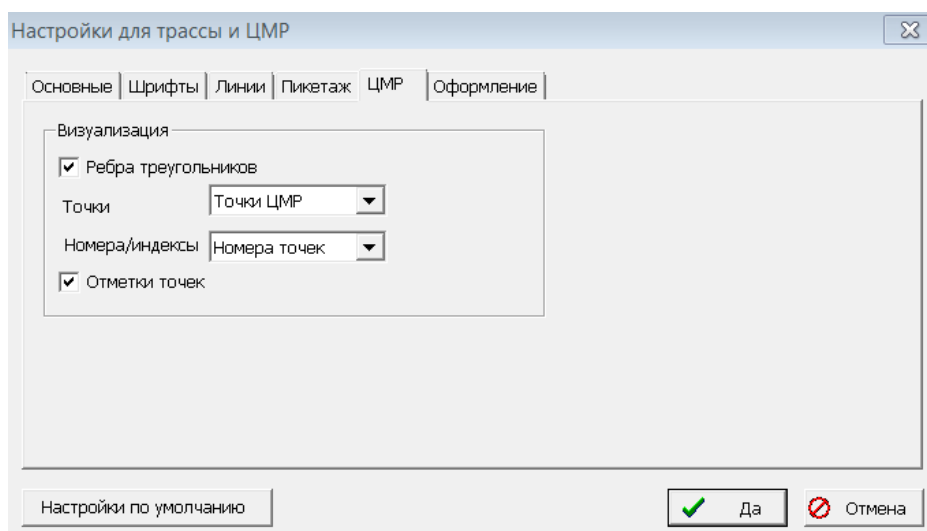 Настройки для трассы и ЦМР
Основные Шрифты Линии Пикетаж ЦМР Оформление
Визуализация
Ребра треугольников
Точки Точки ЦМР
Номера/индексы Номера точек
Отметки точек
Настройки по умолчанию Да Отмена